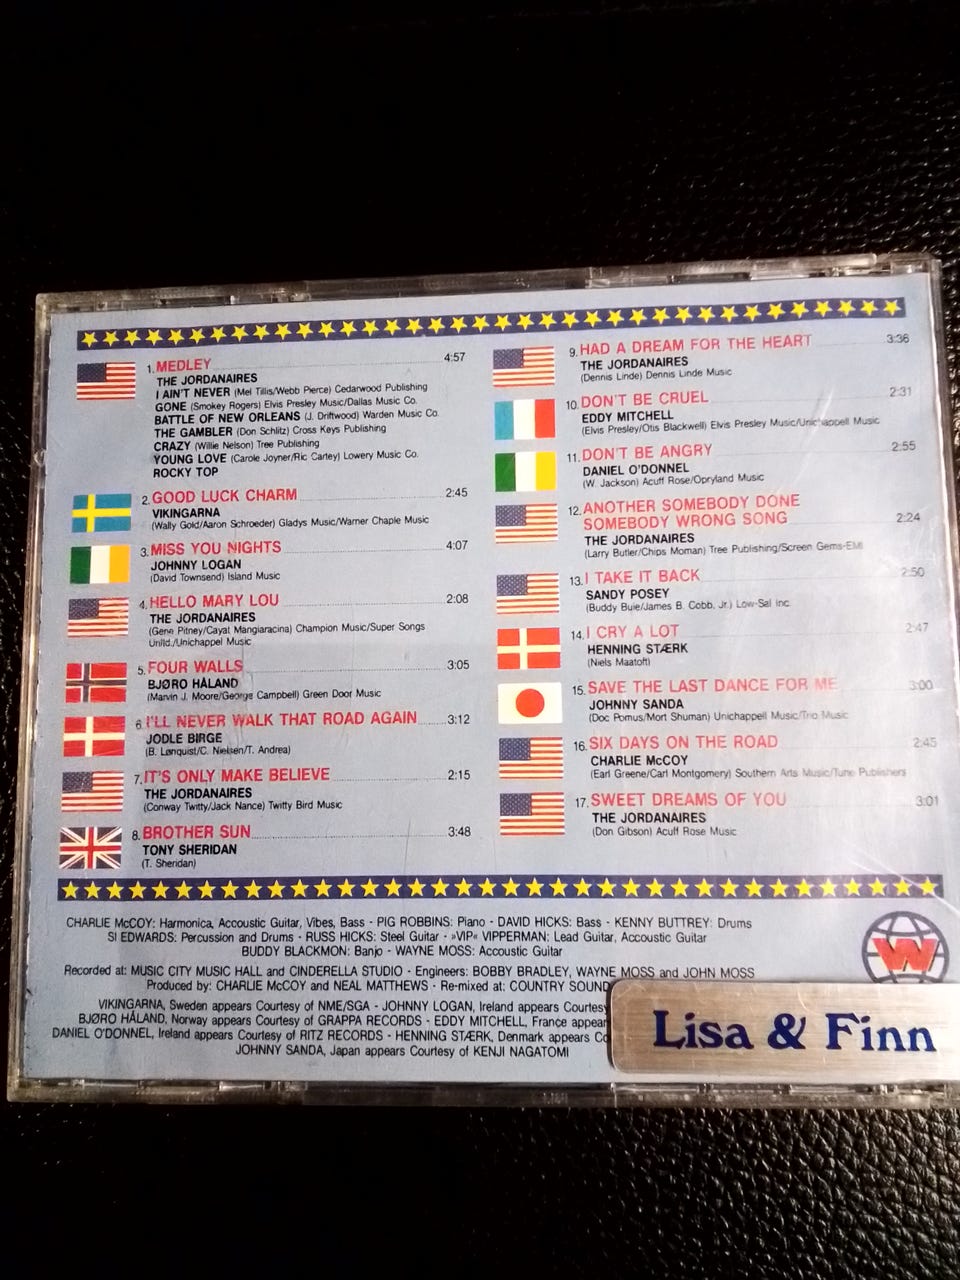 1. MEDLEY 4:57
THE JORDANAIRES
I AIN'T NEVER (Mel Tillis/Webb Pierce) Cedarwood Publishing
GONE (Smokey Rogers) Elvis Presley Music/Dallas Music Co.
BATTLE OF NEW ORLEANS (J. Driftwood) Warden Music Co.
THE GAMBLER (Don Schlitz) Cross Keys Publishing
CRAZY (Willie Nelson) Tree Publishing
YOUNG LOVE (Carole Joyner/Ric Cartey) Lowery Music Co.
ROCKY TOP
2. GOOD LUCK CHARM 2:45
VIKINGARNA
(Wally Gold/Aaron Schroeder) Gladys Music/Warner Chaple Music
3. MISS YOU NIGHTS 4:07
JOHNNY LOGAN
(David Townsend) Island Music
4. HELLO MARY LOU 2:08
THE JORDANAIRES
(Gene Pitney/Cayat Mangiaracina) Champion Music/Super Songs
Unltd./Unichappel Music
5. FOUR WALLS 3:05
BJØRO HÅLAND
(Marvin J. Moore/George Campbell) Green Door Music
6. I'LL NEVER WALK THAT ROAD AGAIN 3:12
JODLE BIRGE
(B. Lønquist/C. Nielsen/T. Andrea)
7. IT'S ONLY MAKE BELIEVE 2:15
THE JORDANAIRES
(Conway Twitty/Jack Nance) Twitty Bird Music
8. BROTHER SUN 3:48
TONY SHERIDAN
(T. Sheridan)
9. HAD A DREAM FOR THE HEART 3:36
THE JORDANAIRES
(Dennis Linde) Dennis Linde Music
10. DON'T BE CRUEL 2:31
EDDY MITCHELL
(Elvis Presley/Otis Blackwell) Elvis Presley Music/Unichappell Music
11. DON'T BE ANGRY 2:55
DANIEL O'DONNEL
(W. Jackson) Acuff Rose/Opryland Music
12. ANOTHER SOMEBODY DONE
SOMEBODY WRONG SONG 2:24
THE JORDANAIRES
(Larry Butler/Chips Moman) Tree Publishing/Screen Gems-EMI
13. I TAKE IT BACK 2:50
SANDY POSEY
(Buddy Buie/James B. Cobb, Jr.) Low-Sal Inc.
14. I CRY A LOT 2:47
HENNING STÆRK
(Niels Maatoft)
15. SAVE THE LAST DANCE FOR ME 3:00
JOHNNY SANDA
(Doc Pomus/Mort Shuman) Unichappell Music/Trio Music
16. SIX DAYS ON THE ROAD 2:45
CHARLIE McCOY
(Earl Greene/Carl Montgomery) Southern Arts Music/Tune Publishers
17. SWEET DREAMS OF YOU 3:01
THE JORDANAIRES
(Don Gibson) Acuff Rose Music
CHARLIE McCOY: Harmonica, Accoustic Guitar, Vibes, Bass - PIG ROBBINS: Piano - DAVID HICKS: Bass - KENNY BUTTREY: Drums
SI EDWARDS: Percussion and Drums - RUSS HICKS: Steel Guitar - »VIP« VIPPERMAN: Lead Guitar, Accoustic Guitar
BUDDY BLACKMON: Banjo - WAYNE MOSS: Accoustic Guitar
Recorded at: MUSIC CITY MUSIC HALL and CINDERELLA STUDIO - Engineers: BOBBY BRADLEY, WAYNE MOSS and JOHN MOSS
Produced by: CHARLIE McCOY and NEAL MATTHEWS - Re-mixed at: COUNTRY SOUND
VIKINGARNA, Sweden appears Courtesy of NME/SGA - JOHNNY LOGAN, Ireland appears Courtesy
BJØRO HÅLAND, Norway appears Courtesy of GRAPPA RECORDS - EDDY MITCHELL, France appear
DANIEL O'DONNEL, Ireland appears Courtesy of RITZ RECORDS - HENNING STÆRK, Denmark appears Co
JOHNNY SANDA, Japan appears Courtesy of KENJI NAGATOMI
W
Lisa & Finn